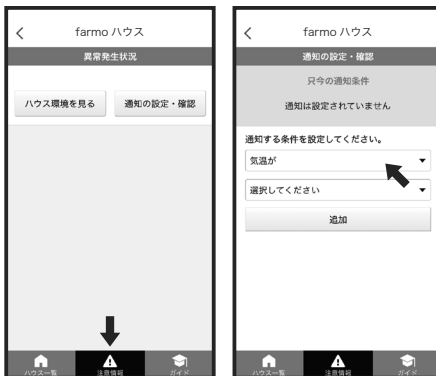 farmo ハウス
異常発生状況
ハウス環境を見る
通知の設定・確認
ハウス一覧
注意情報
ガイド
farmo ハウス
通知の設定・確認
只今の通知条件
通知は設定されていません
通知する条件を設定してください。
気温が
選択してください
追加
ハウス一覧
注意情報
ガイド